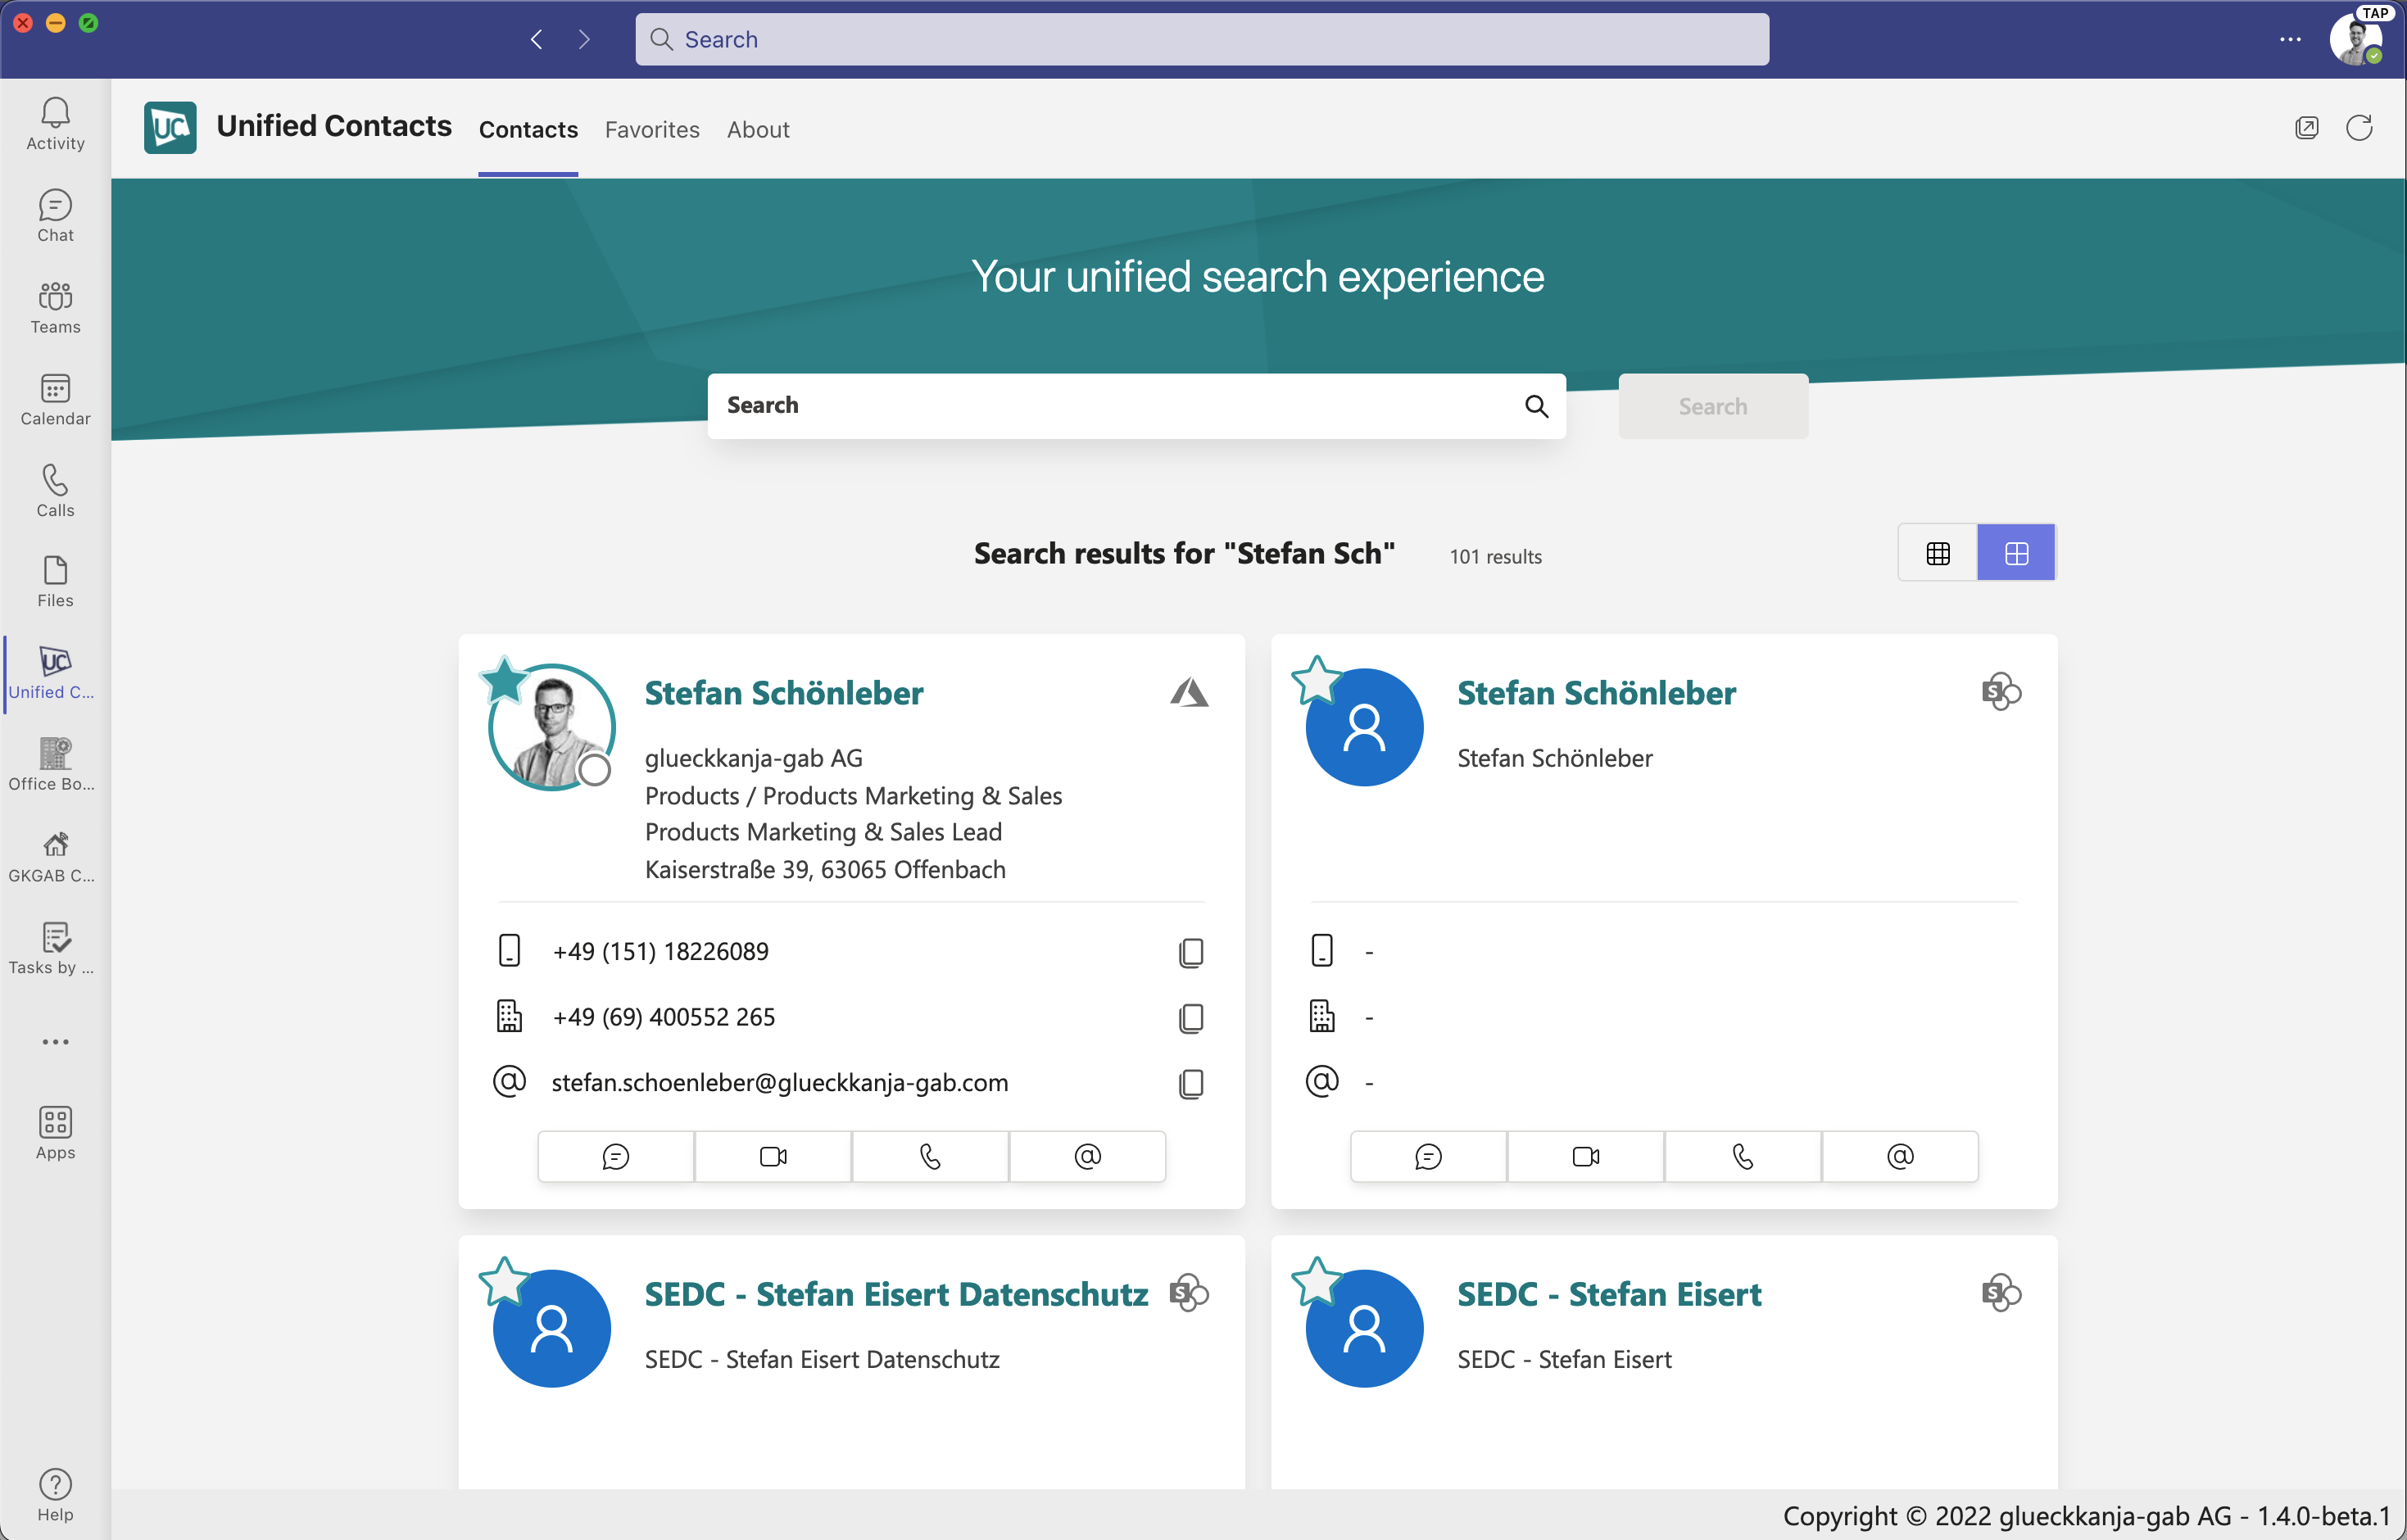 TAP
Search
Activity
Chat
Teams
Calendar
Calls
Files
Unified C...
Office Bo...
GKGAB C...
Tasks by ...
Apps
Help
UC
Unified Contacts
Contacts
Favorites
About
Your unified search experience
Search
Search
Search results for "Stefan Sch"
101 results
Stefan Schönleber
glueckkanja-gab AG
Products / Products Marketing & Sales
Products Marketing & Sales Lead
Kaiserstraße 39, 63065 Offenbach
+49 (151) 18226089
+49 (69) 400552 265
stefan.schoenleber@glueckkanja-gab.com
Stefan Schönleber
S
Stefan Schönleber
-
-
-
SEDC - Stefan Eisert Datenschutz
S
SEDC - Stefan Eisert Datenschutz
SEDC - Stefan Eisert
S
SEDC - Stefan Eisert
Copyright © 2022 glueckkanja-gab AG - 1.4.0-beta.1